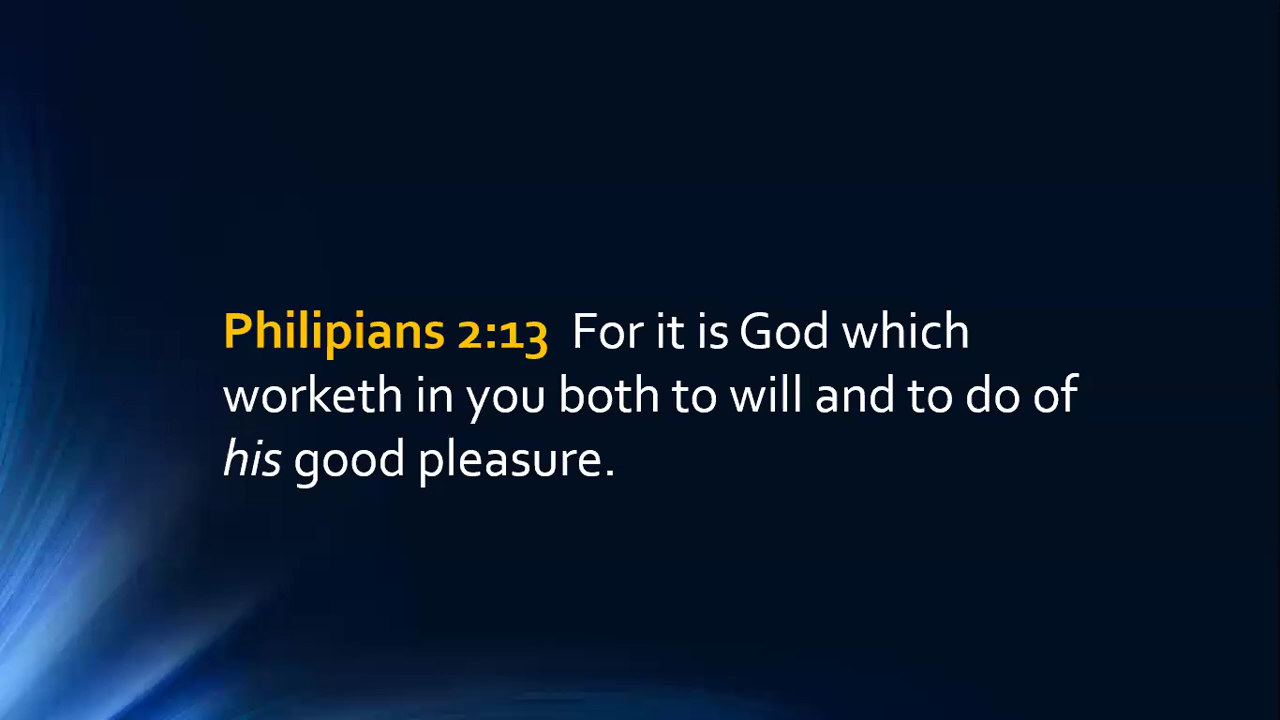 Philipians 2:13  For it is God which
worketh in you both to will and to do of
his good pleasure.